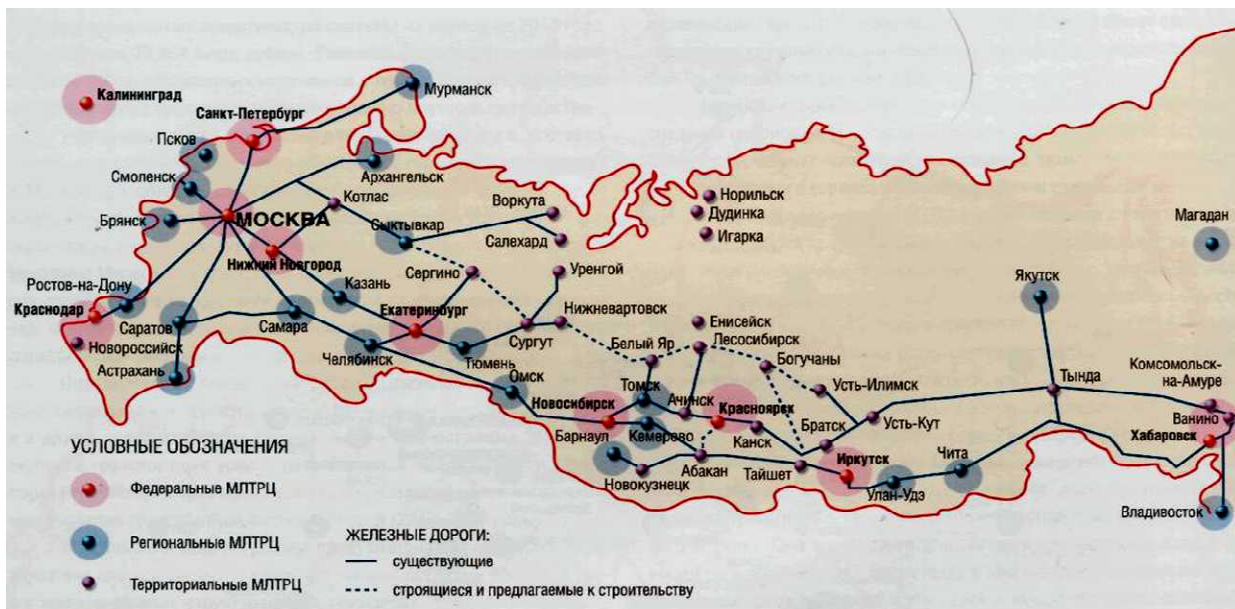 Калининград
Санкт-Петербург
Мурманск
Псков
Смоленск
Архангельск
Брянск
МОСКВА
Котлас
Сыктывкар
Воркута
Салехард
Норильск
Дудинка
Игарка
Магадан
Нижний Новгород
Ростов-на-Дону
Казань
Сергино
Уренгой
Якутск
Краснодар
Саратов
Самара
Екатеринбург
Нижневартовск
Енисейск
Новороссийск
Челябинск
Тюмень
Сургут
Белый Яр
Лесосибирск
Богучаны
Астрахань
Омск
Томск
Усть-Илимск
Тында
Комсомольск-
на-Амуре
Новосибирск
Ачинск
Красноярск
Усть-Кут
Ванино
Барнаул
Кемерово
Канск
Братск
Хабаровск
Новокузнецк
Абакан
Тайшет
Иркутск
Улан-Удэ
Чита
Владивосток
УСЛОВНЫЕ ОБОЗНАЧЕНИЯ
Федеральные МЛТРЦ
Региональные МЛТРЦ
Территориальные МЛТРЦ
ЖЕЛЕЗНЫЕ ДОРОГИ:
существующие
строящиеся и предлагаемые к строительству